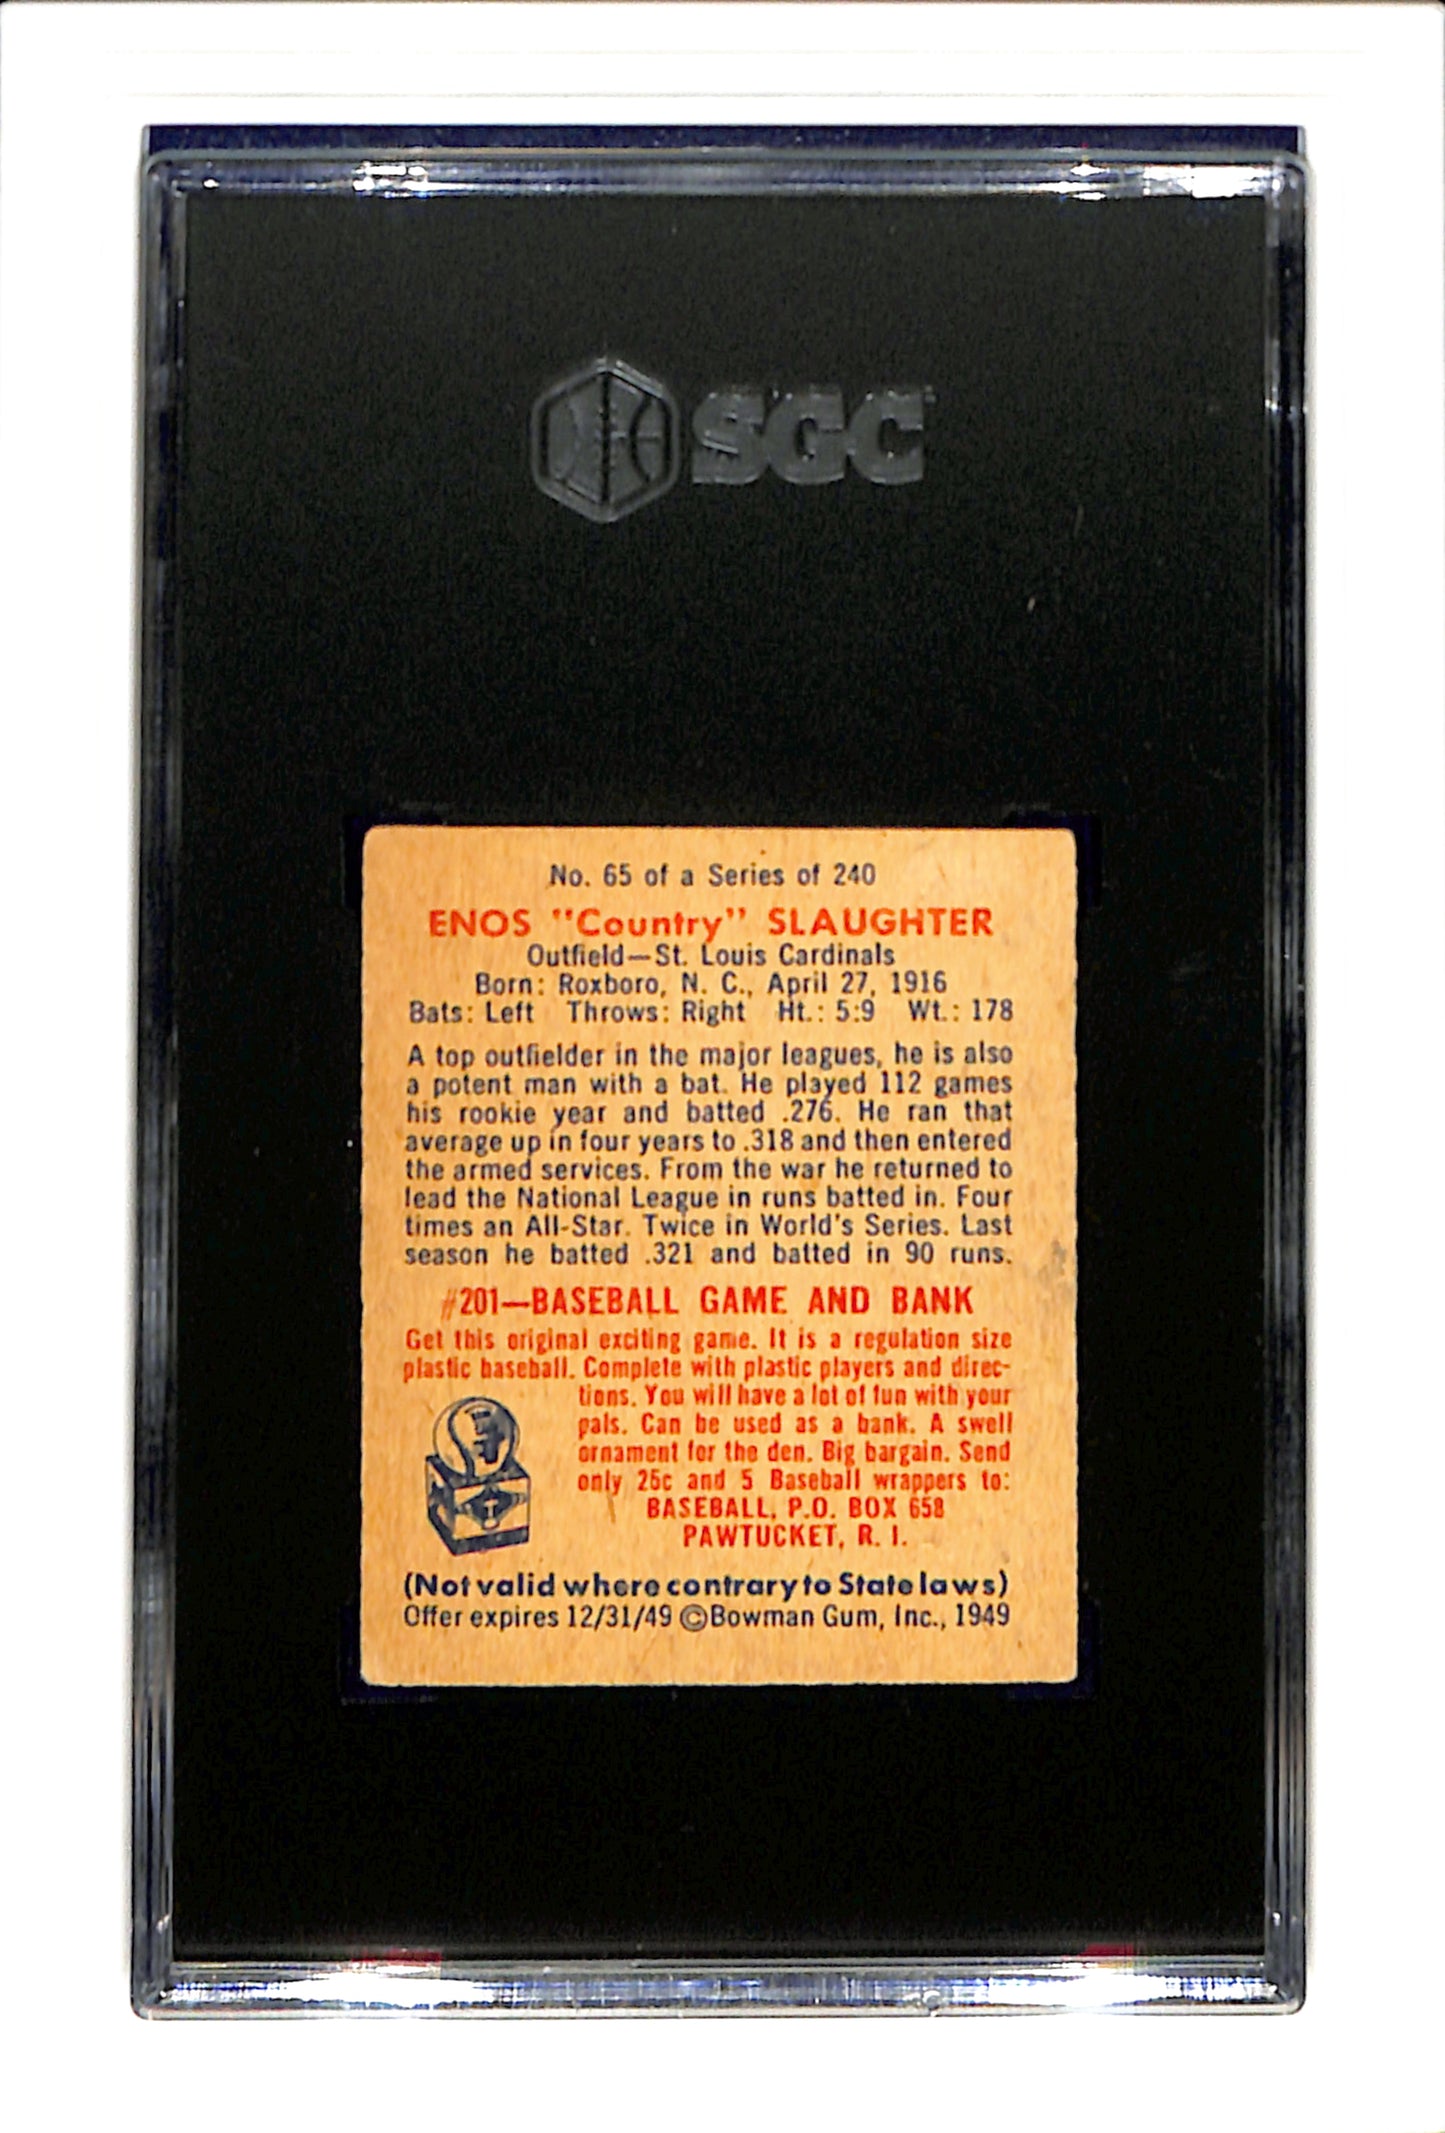 SGC
No. 65 of a Series of 240
ENOS "Country" SLAUGHTER
Outfield—St. Louis Cardinals
Born: Roxboro, N. C., April 27, 1916
Bats: Left Throws: Right Ht.: 5:9 Wt.: 178
A top outfielder in the major leagues, he is also
a potent man with a bat. He played 112 games
his rookie year and batted .276. He ran that
average up in four years to .318 and then entered
the armed services. From the war he returned to
lead the National League in runs batted in. Four
times an All-Star. Twice in World's Series. Last
season he batted .321 and batted in 90 runs.
#201—BASEBALL GAME AND BANK
Get this original exciting game. It is a regulation size
plastic baseball. Complete with plastic players and direc-
tions. You will have a lot of fun with your
pals. Can be used as a bank. A swell
ornament for the den. Big bargain. Send
only 25c and 5 Baseball wrappers to:
BASEBALL, P.O. BOX 658
PAWTUCKET, R. I.
(Not valid where contrary to State laws)
Offer expires 12/31/49 ©Bowman Gum, Inc., 1949